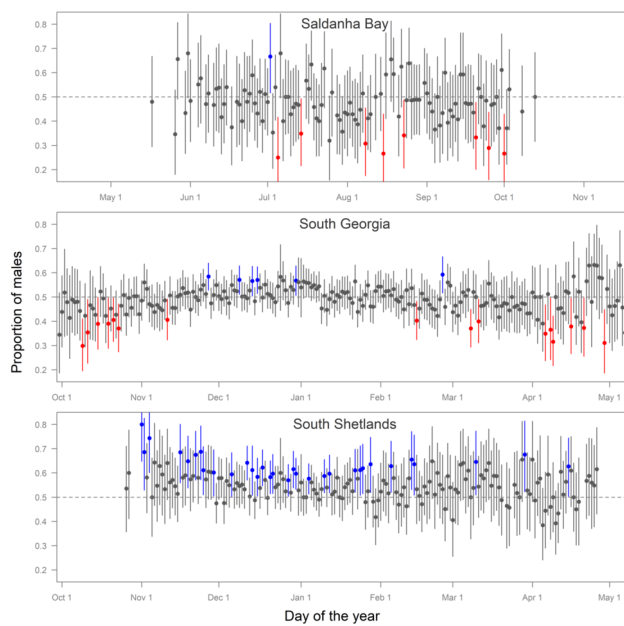 Saldanha Bay
0.8
0.7
0.6
0.5
0.4
0.3
0.2
May 1
Jun 1
Jul 1
Aug 1
Sep 1
Oct 1
Nov 1
South Georgia
0.8
0.7
0.6
0.5
0.4
0.3
0.2
Oct 1
Nov 1
Dec 1
Jan 1
Feb 1
Mar 1
Apr 1
May 1
Proportion of males
South Shetlands
0.8
0.7
0.6
0.5
0.4
0.3
0.2
Oct 1
Nov 1
Dec 1
Jan 1
Feb 1
Mar 1
Apr 1
May 1
Day of the year